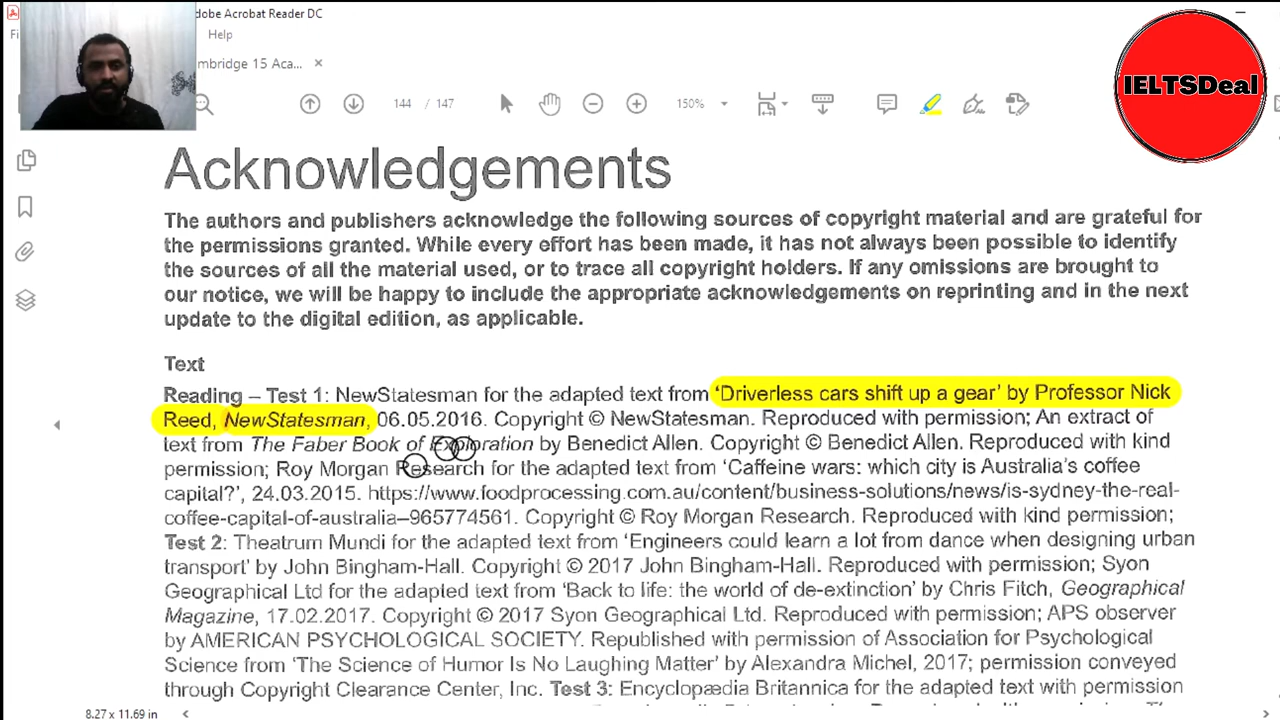 dobe Acrobat Reader DC
Help
mbridge 15 Aca...
144 / 147
150%
IELTSDeal
Acknowledgements
The authors and publishers acknowledge the following sources of copyright material and are grateful for
the permissions granted. While every effort has been made, it has not always been possible to identify
the sources of all the material used, or to trace all copyright holders. If any omissions are brought to
our notice, we will be happy to include the appropriate acknowledgements on reprinting and in the next
update to the digital edition, as applicable.
Text
Reading – Test 1: NewStatesman for the adapted text from ‘Driverless cars shift up a gear’ by Professor Nick
Reed, NewStatesman, 06.05.2016. Copyright © NewStatesman. Reproduced with permission; An extract of
text from The Faber Book of Exploration by Benedict Allen. Copyright © Benedict Allen. Reproduced with kind
permission; Roy Morgan Research for the adapted text from ‘Caffeine wars: which city is Australia’s coffee
capital?’, 24.03.2015. https://www.foodprocessing.com.au/content/business-solutions/news/is-sydney-the-real-
coffee-capital-of-australia–965774561. Copyright © Roy Morgan Research. Reproduced with kind permission;
Test 2: Theatrum Mundi for the adapted text from ‘Engineers could learn a lot from dance when designing urban
transport’ by John Bingham-Hall. Copyright © 2017 John Bingham-Hall. Reproduced with permission; Syon
Geographical Ltd for the adapted text from ‘Back to life: the world of de-extinction’ by Chris Fitch, Geographical
Magazine, 17.02.2017. Copyright © 2017 Syon Geographical Ltd. Reproduced with permission; APS observer
by AMERICAN PSYCHOLOGICAL SOCIETY. Republished with permission of Association for Psychological
Science from ‘The Science of Humor Is No Laughing Matter’ by Alexandra Michel, 2017; permission conveyed
through Copyright Clearance Center, Inc. Test 3: Encyclopædia Britannica for the adapted text with permission
8.27 x 11.69 in